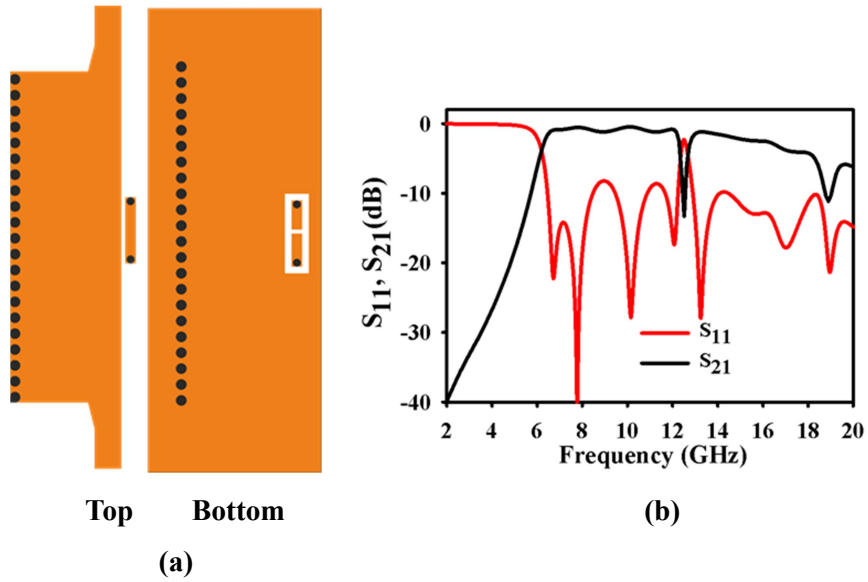 Top Bottom
(a)
S11, S21(dB)
0
-10
-20
-30
-40
2 4 6 8 10 12 14 16 18 20
Frequency (GHz)
S11
S21
(b)